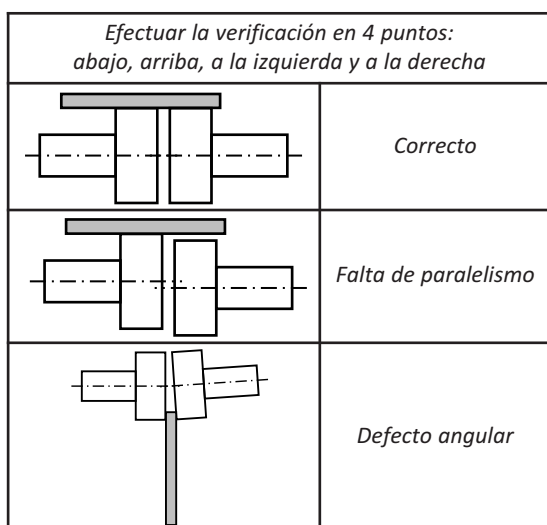 Efectuar la verificación en 4 puntos:
abajo, arriba, a la izquierda y a la derecha
Correcto
Falta de paralelismo
Defecto angular